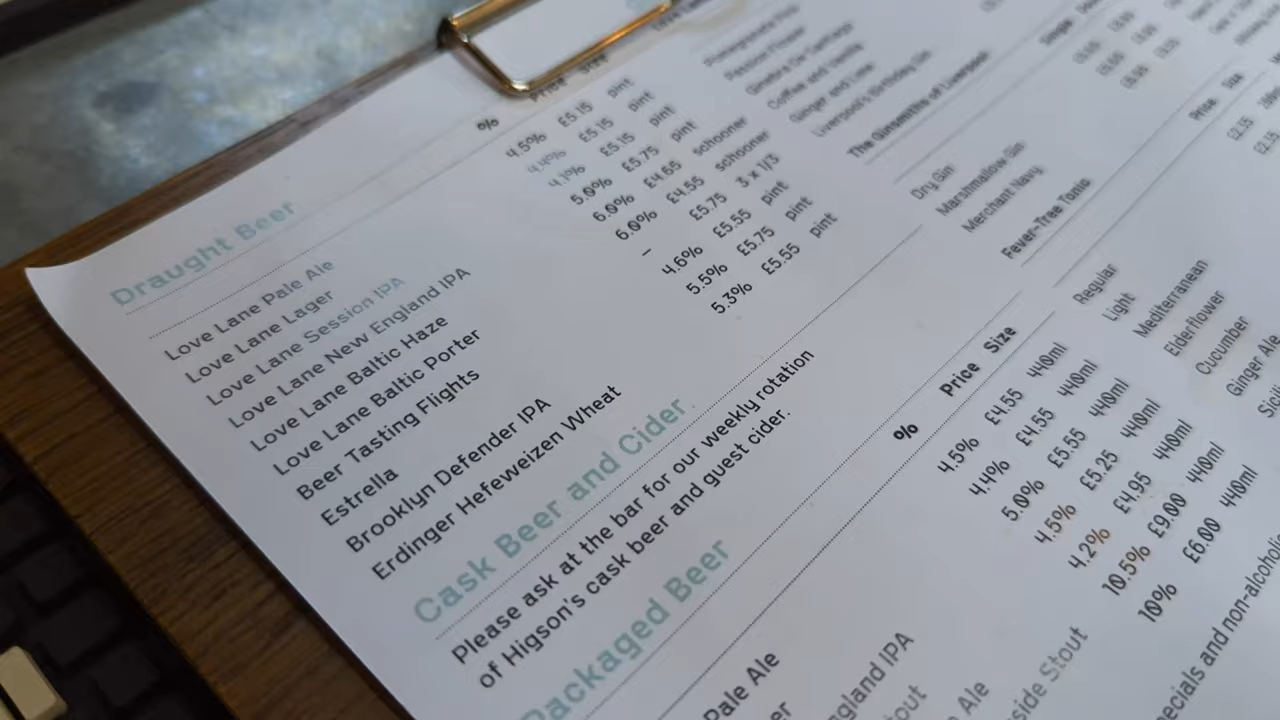 Draught Beer
% Price Size
Love Lane Pale Ale 4.5% £5.15 pint
Love Lane Lager 4.4% £5.15 pint
Love Lane Session IPA 4.1% £5.15 pint
Love Lane New England IPA 5.0% £5.75 pint
Love Lane Baltic Haze 6.0% £4.65 schooner
Love Lane Baltic Porter 6.0% £4.55 schooner
Beer Tasting Flights – £5.75 3 x 1/3
Estrella 4.6% £5.55 pint
Brooklyn Defender IPA 5.5% £5.75 pint
Erdinger Hefeweizen Wheat 5.3% £5.55 pint
Cask Beer and Cider
Please ask at the bar for our weekly rotation
of Higson's cask beer and guest cider.
Packaged Beer
% Price Size
4.5% £4.55 440ml
4.4% £4.55 440ml
5.0% £5.55 440ml
4.5% £5.25 440ml
4.2% £4.95 440ml
10.5% £9.00 440ml
10% £6.00 440ml
Pale Ale
England IPA
Ale
Stout
specials and non-alcoholic
Ginger and Lime
Liverpool's Birthday Gin
The Ginsmiths of Liverpool Single
Dry Gin
Marshmallow Gin
Merchant Navy
Fever-Tree Tonic Price Size
Regular £2.15
Light £2.15
Mediterranean
Elderflower
Cucumber
Ginger Ale